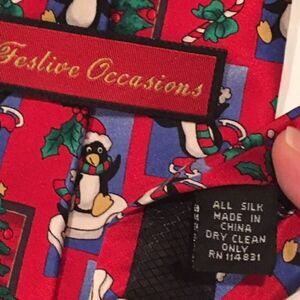 Festive Occasions
ALL SILK
MADE IN
CHINA
DRY CLEAN
ONLY
RN 114831